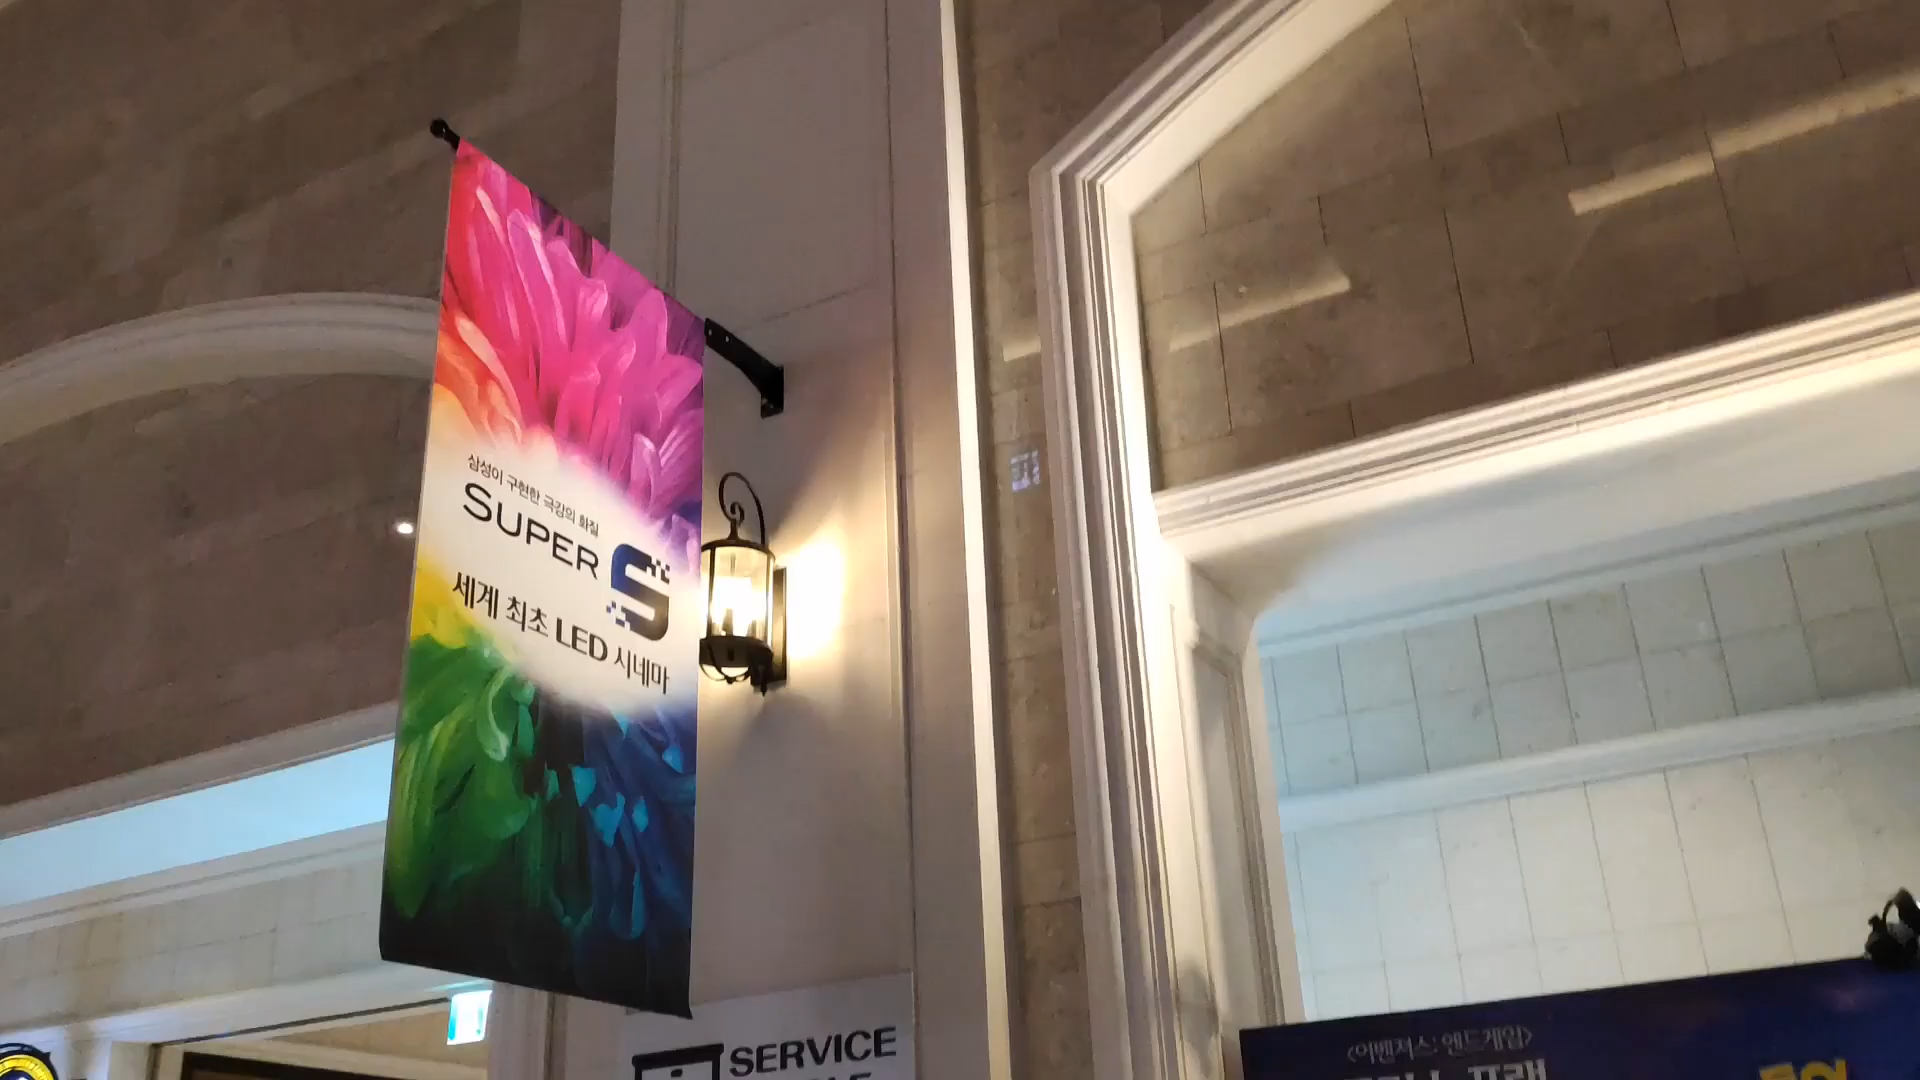 삼성이 구현한 극강의 화질
SUPER S
세계 최초 LED 시네마
SERVICE
<어벤져스: 엔드게임>